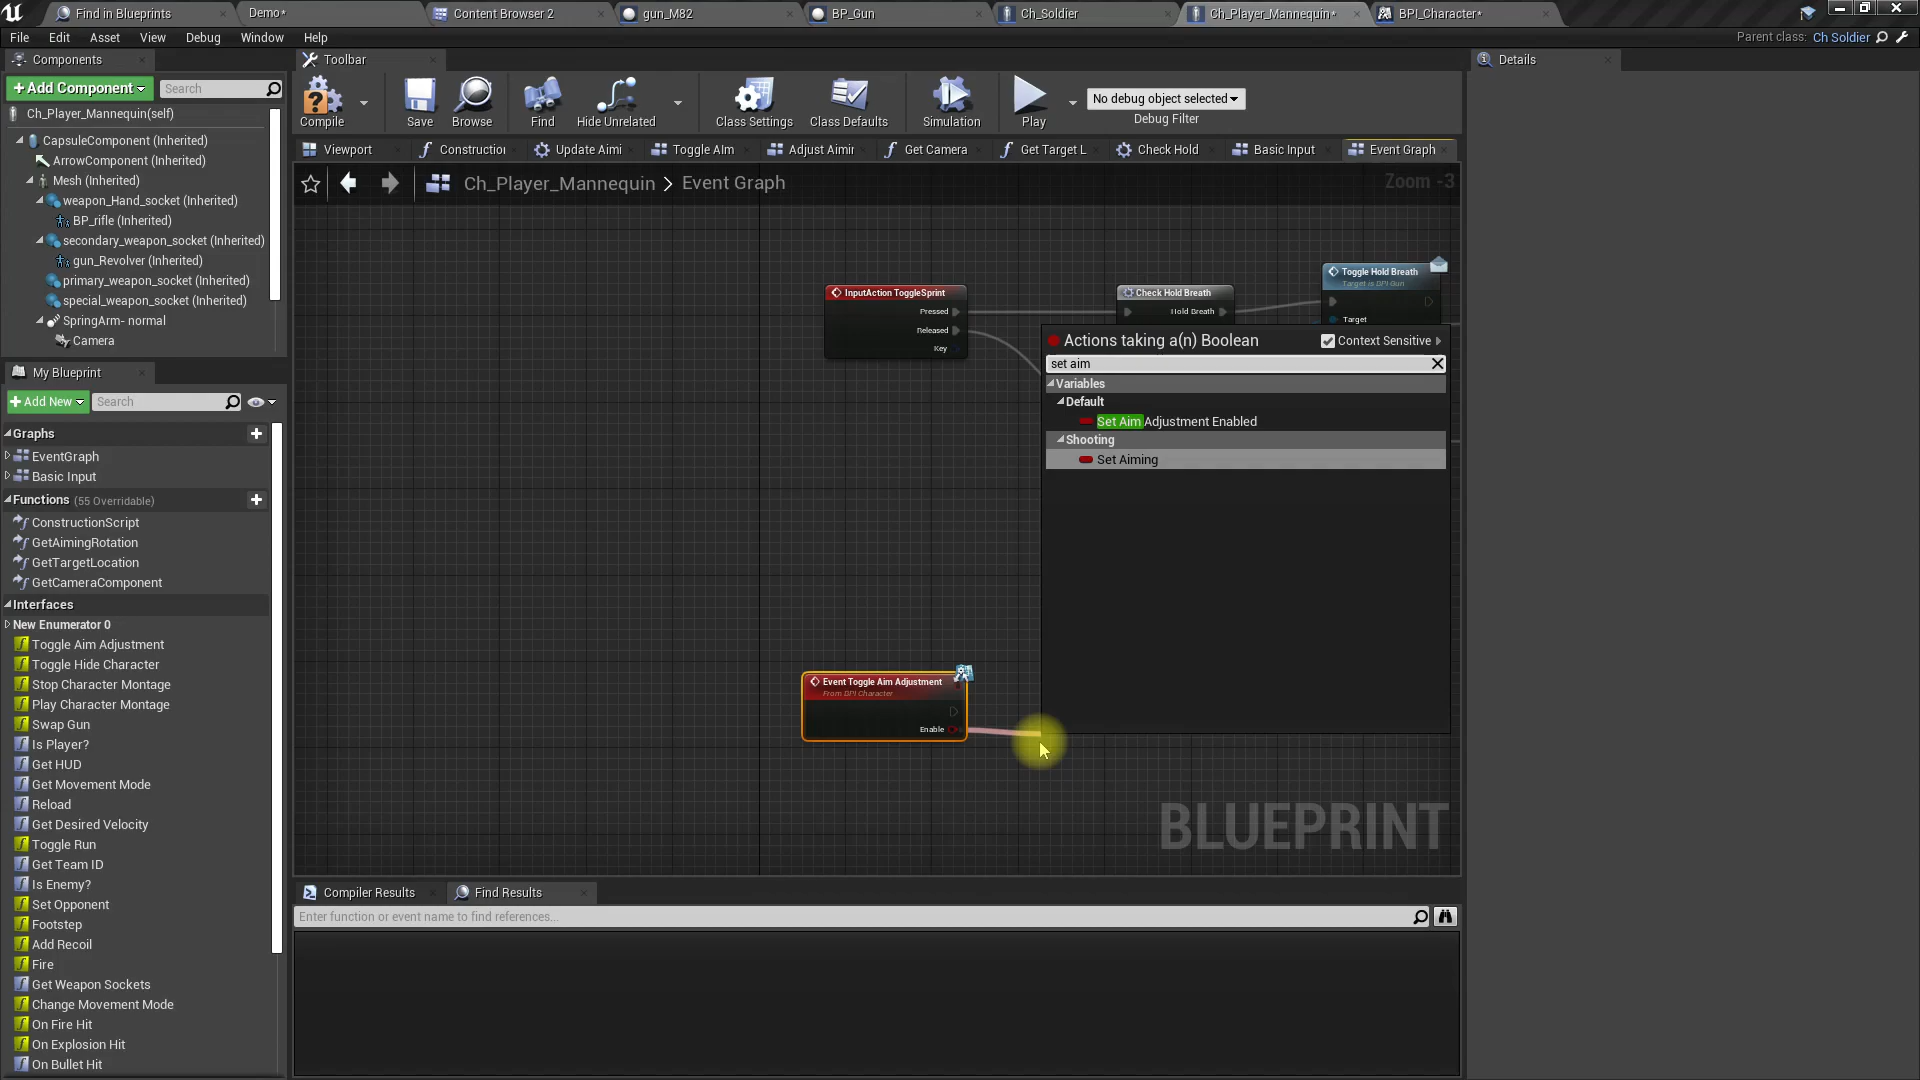 Find in Blueprints
Demo*
Content Browser 2
gun_M82
BP_Gun
Ch_Soldier
Ch_Player_Mannequin*
BPI_Character*
File
Edit
Asset
View
Debug
Window
Help
Parent class: Ch Soldier
Components
+Add Component
Search
Ch_Player_Mannequin(self)
CapsuleComponent (Inherited)
ArrowComponent (Inherited)
Mesh (Inherited)
weapon_Hand_socket (Inherited)
BP_rifle (Inherited)
secondary_weapon_socket (Inherited)
gun_Revolver (Inherited)
primary_weapon_socket (Inherited)
special_weapon_socket (Inherited)
SpringArm- normal
Camera
My Blueprint
+Add New
Search
Graphs
EventGraph
Basic Input
Functions (55 Overridable)
ConstructionScript
GetAimingRotation
GetTargetLocation
GetCameraComponent
Interfaces
New Enumerator 0
Toggle Aim Adjustment
Toggle Hide Character
Stop Character Montage
Play Character Montage
Swap Gun
Is Player?
Get HUD
Get Movement Mode
Reload
Get Desired Velocity
Toggle Run
Get Team ID
Is Enemy?
Set Opponent
Footstep
Add Recoil
Fire
Get Weapon Sockets
Change Movement Mode
On Fire Hit
On Explosion Hit
On Bullet Hit
Toolbar
Compile
Save
Browse
Find
Hide Unrelated
Class Settings
Class Defaults
Simulation
Play
No debug object selected
Debug Filter
Viewport
Constructio
Update Aimi
Toggle AIm
Adjust Aimir
Get Camera
Get Target L
Check Hold
Basic Input
Event Graph
Ch_Player_Mannequin > Event Graph
Zoom -3
InputAction ToggleSprint
Pressed
Released
Key
Check Hold Breath
Hold Breath
Toggle Hold Breath
Target is BPI Gun
Target
Actions taking a(n) Boolean
Context Sensitive
set aim
Variables
Default
Set Aim Adjustment Enabled
Shooting
Set Aiming
Event Toggle Aim Adjustment
From BPI Character
Enable
BLUEPRINT
Compiler Results
Find Results
Enter function or event name to find references...
Details